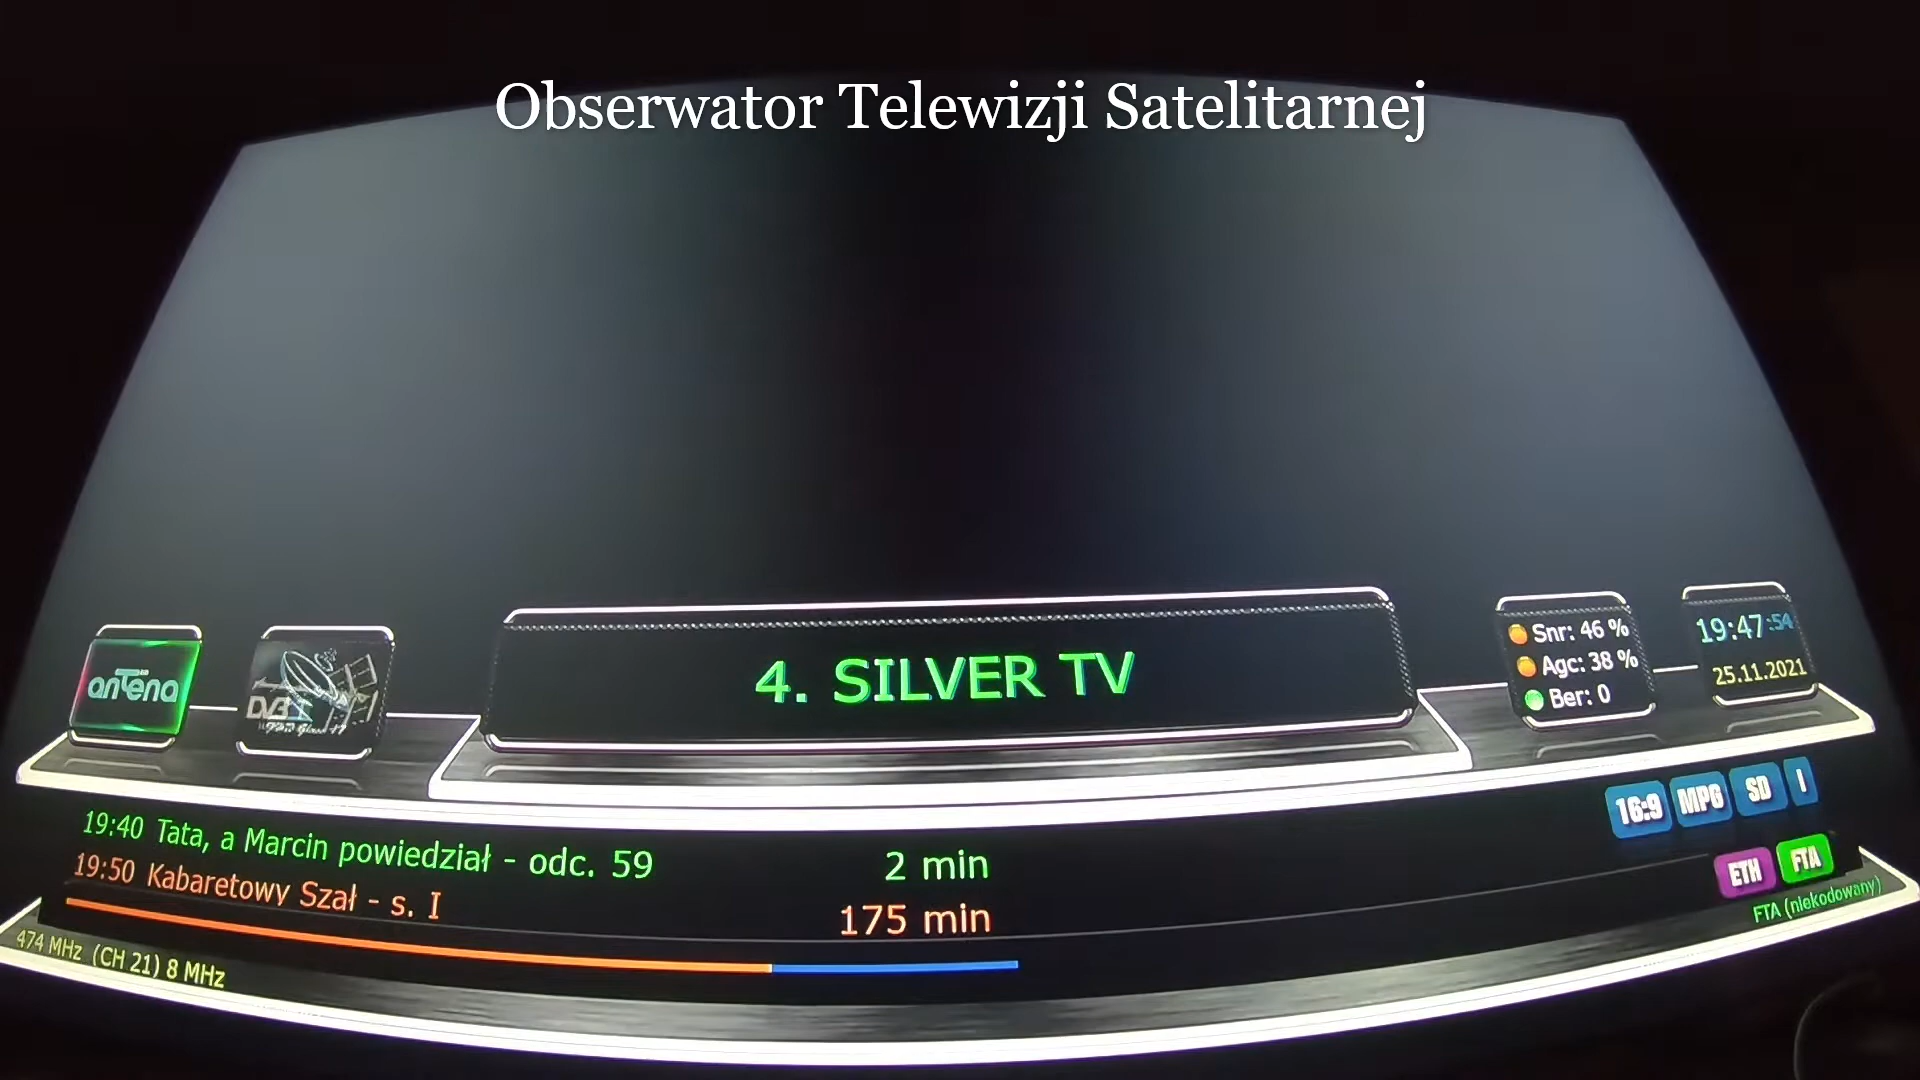 Obserwator Telewizji Satelitarnej
antena
DVB T
4. SILVER TV
Snr: 46 %
Agc: 38 %
Ber: 0
19:47:54
25.11.2021
16:9 MPG SD I
19:40 Tata, a Marcin powiedział - odc. 59 2 min
19:50 Kabaretowy Szał - s. I 175 min
ETH FTA
FTA (niekodowany)
474 MHz (CH 21) 8 MHz